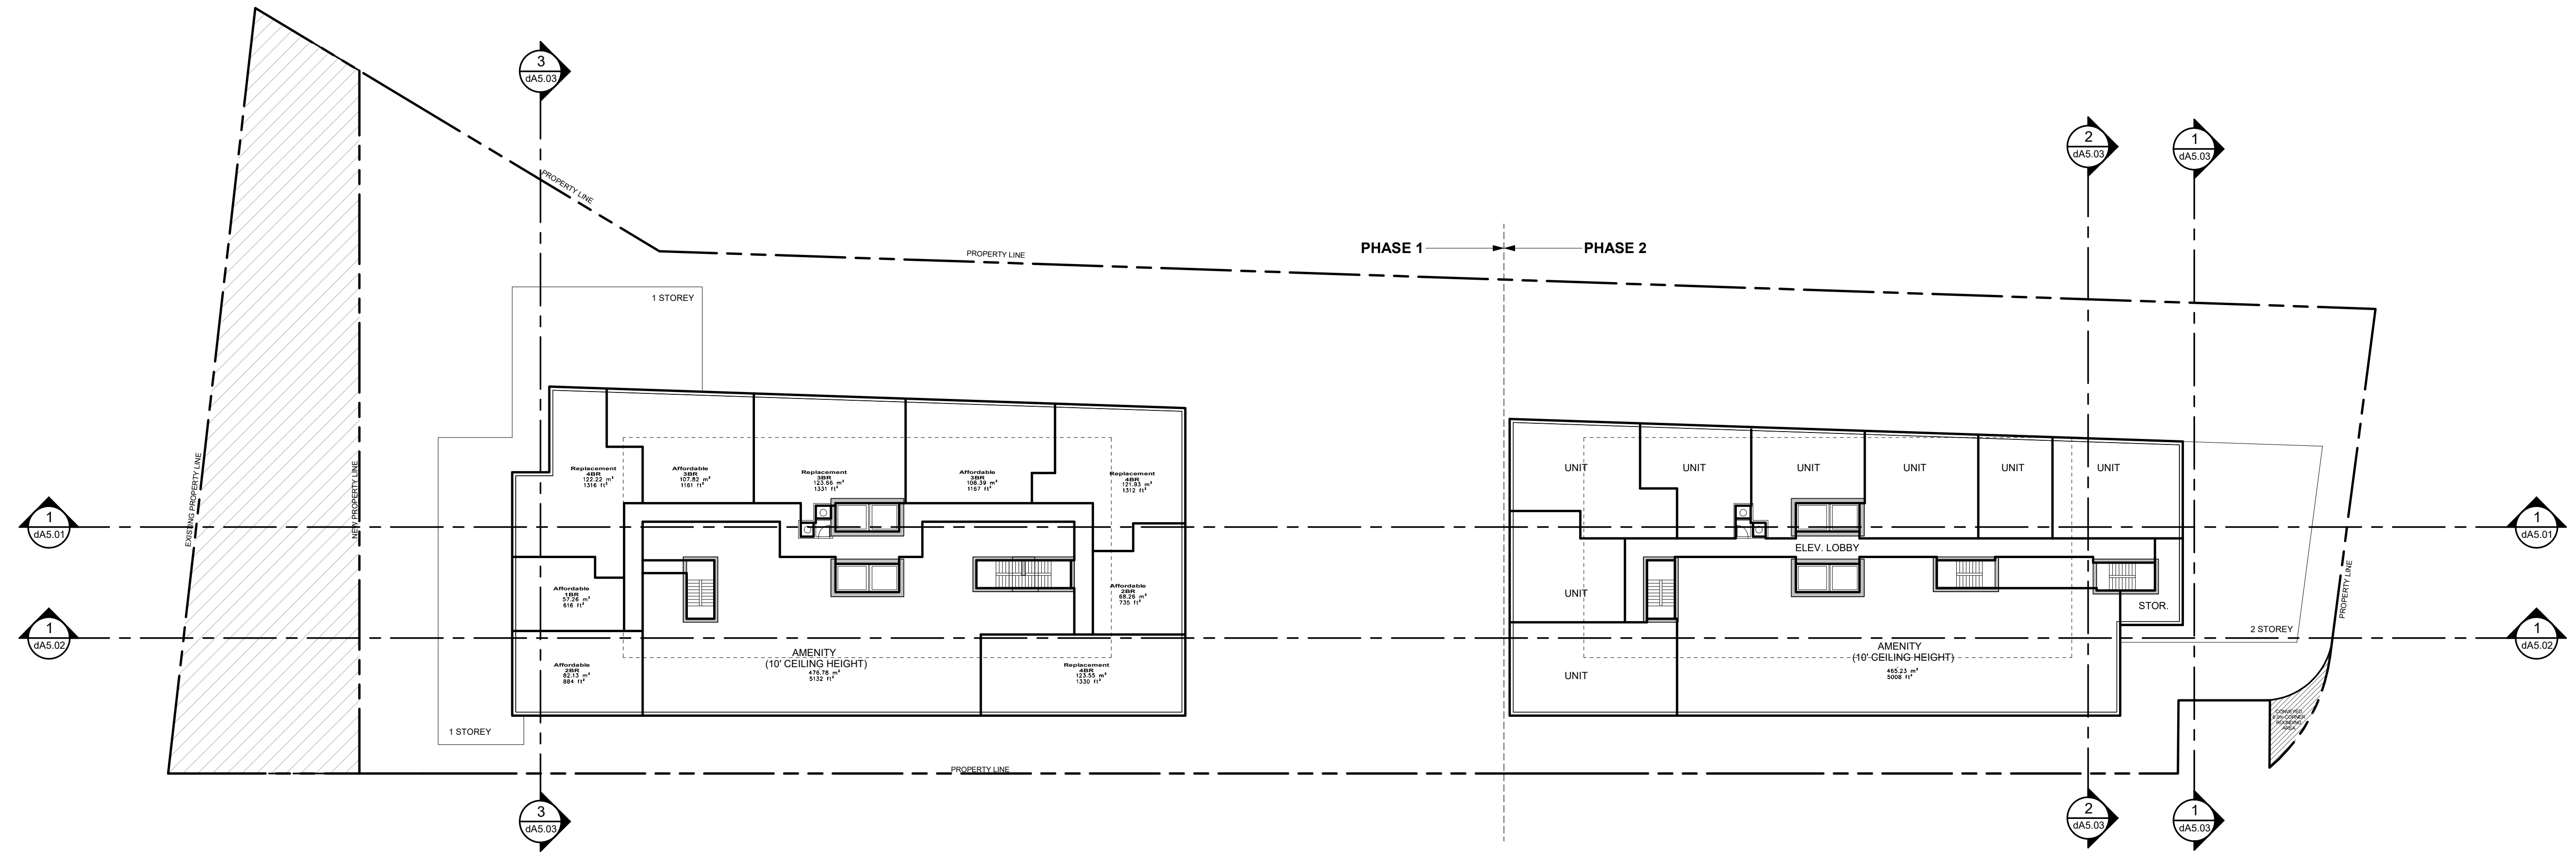 3
dA5.03
2
dA5.03
1
dA5.03
PROPERTY LINE
PHASE 1
PHASE 2
PROPERTY LINE
1 STOREY
EXISTING PROPERTY LINE
NEW PROPERTY LINE
Replacement
4BR
122.22 m²
1316 ft²
Affordable
3BR
107.82 m²
1161 ft²
Replacement
3BR
123.66 m²
1331 ft²
Affordable
3BR
108.39 m²
1167 ft²
Replacement
4BR
121.93 m²
1312 ft²
UNIT
UNIT
UNIT
UNIT
UNIT
UNIT
1
dA5.01
1
dA5.01
ELEV. LOBBY
Affordable
1BR
57.26 m²
616 ft²
Affordable
2BR
68.26 m²
735 ft²
UNIT
STOR.
PROPERTY LINE
1
dA5.02
2 STOREY
1
dA5.02
Affordable
2BR
82.13 m²
884 ft²
AMENITY
(10' CEILING HEIGHT)
476.78 m²
5132 ft²
Replacement
4BR
123.55 m²
1330 ft²
UNIT
AMENITY
(10' CEILING HEIGHT)
465.23 m²
5008 ft²
1 STOREY
CONVEYED
CORNER
ROUNDING
AREA
PROPERTY LINE
3
dA5.03
2
dA5.03
1
dA5.03